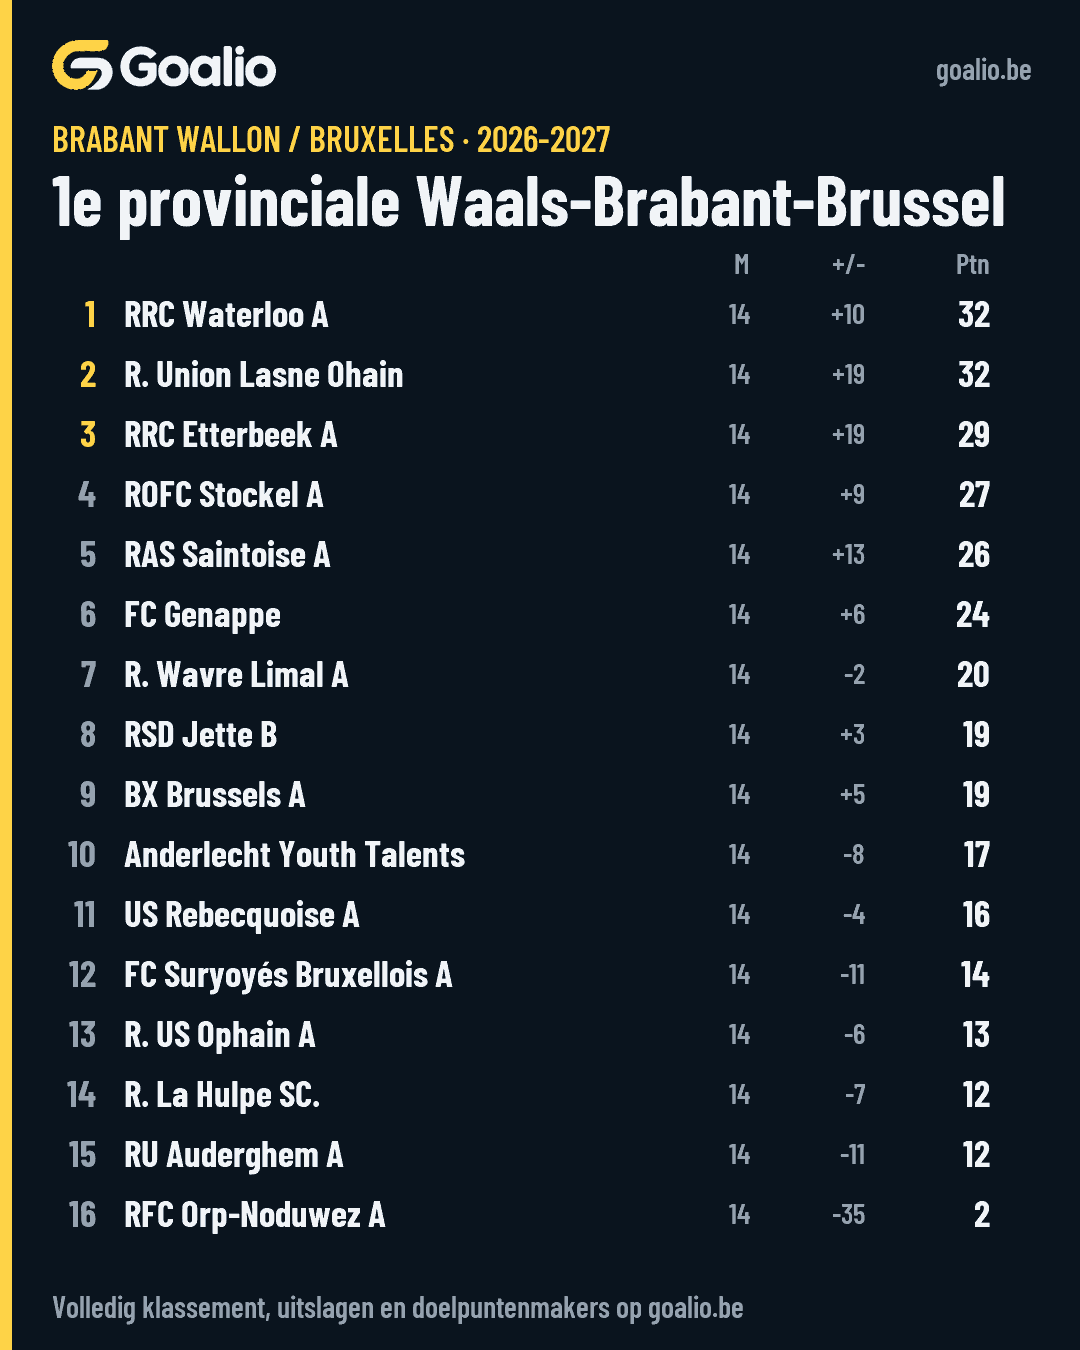 Goalio
goalio.be
BRABANT WALLON / BRUXELLES · 2026-2027
1e provinciale Waals-Brabant-Brussel
M +/- Ptn
1 RRC Waterloo A 14 +10 32
2 R. Union Lasne Ohain 14 +19 32
3 RRC Etterbeek A 14 +19 29
4 ROFC Stockel A 14 +9 27
5 RAS Saintoise A 14 +13 26
6 FC Genappe 14 +6 24
7 R. Wavre Limal A 14 -2 20
8 RSD Jette B 14 +3 19
9 BX Brussels A 14 +5 19
10 Anderlecht Youth Talents 14 -8 17
11 US Rebecquoise A 14 -4 16
12 FC Suryoyés Bruxellois A 14 -11 14
13 R. US Ophain A 14 -6 13
14 R. La Hulpe SC. 14 -7 12
15 RU Auderghem A 14 -11 12
16 RFC Orp-Noduwez A 14 -35 2
Volledig klassement, uitslagen en doelpuntenmakers op goalio.be